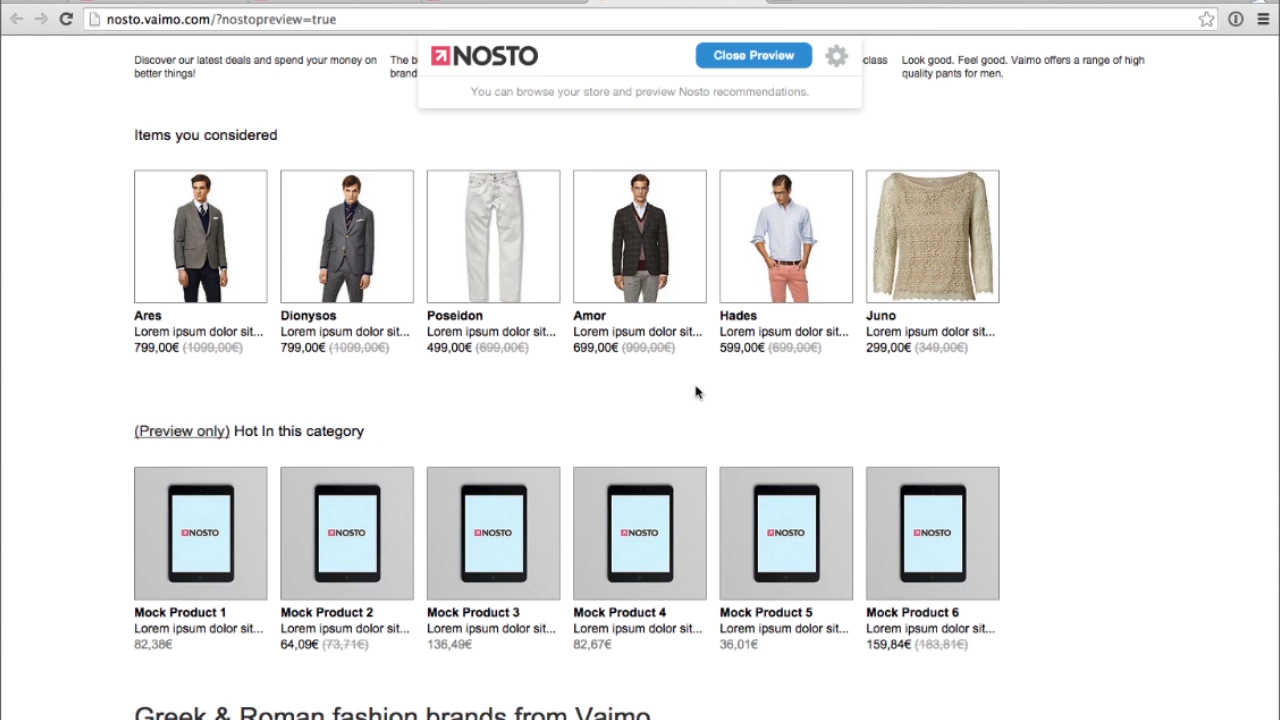 nosto.vaimo.com/?nostopreview=true
NOSTO
Close Preview
You can browse your store and preview Nosto recommendations.
Discover our latest deals and spend your money on
better things!
The b
brand
class
Look good. Feel good. Vaimo offers a range of high
quality pants for men.
Items you considered
Ares
Lorem ipsum dolor sit...
799,00€ (1099,00€)
Dionysos
Lorem ipsum dolor sit...
799,00€ (1099,00€)
Poseidon
Lorem ipsum dolor sit...
499,00€ (699,00€)
Amor
Lorem ipsum dolor sit...
699,00€ (999,00€)
Hades
Lorem ipsum dolor sit...
599,00€ (699,00€)
Juno
Lorem ipsum dolor sit...
299,00€ (349,00€)
(Preview only) Hot In this category
NOSTO
NOSTO
NOSTO
NOSTO
NOSTO
NOSTO
Mock Product 1
Lorem ipsum dolor sit...
82,38€
Mock Product 2
Lorem ipsum dolor sit...
64,09€ (73,71€)
Mock Product 3
Lorem ipsum dolor sit...
136,49€
Mock Product 4
Lorem ipsum dolor sit...
82,67€
Mock Product 5
Lorem ipsum dolor sit...
36,01€
Mock Product 6
Lorem ipsum dolor sit...
159,84€ (183,81€)
Greek & Roman fashion brands from Vaimo